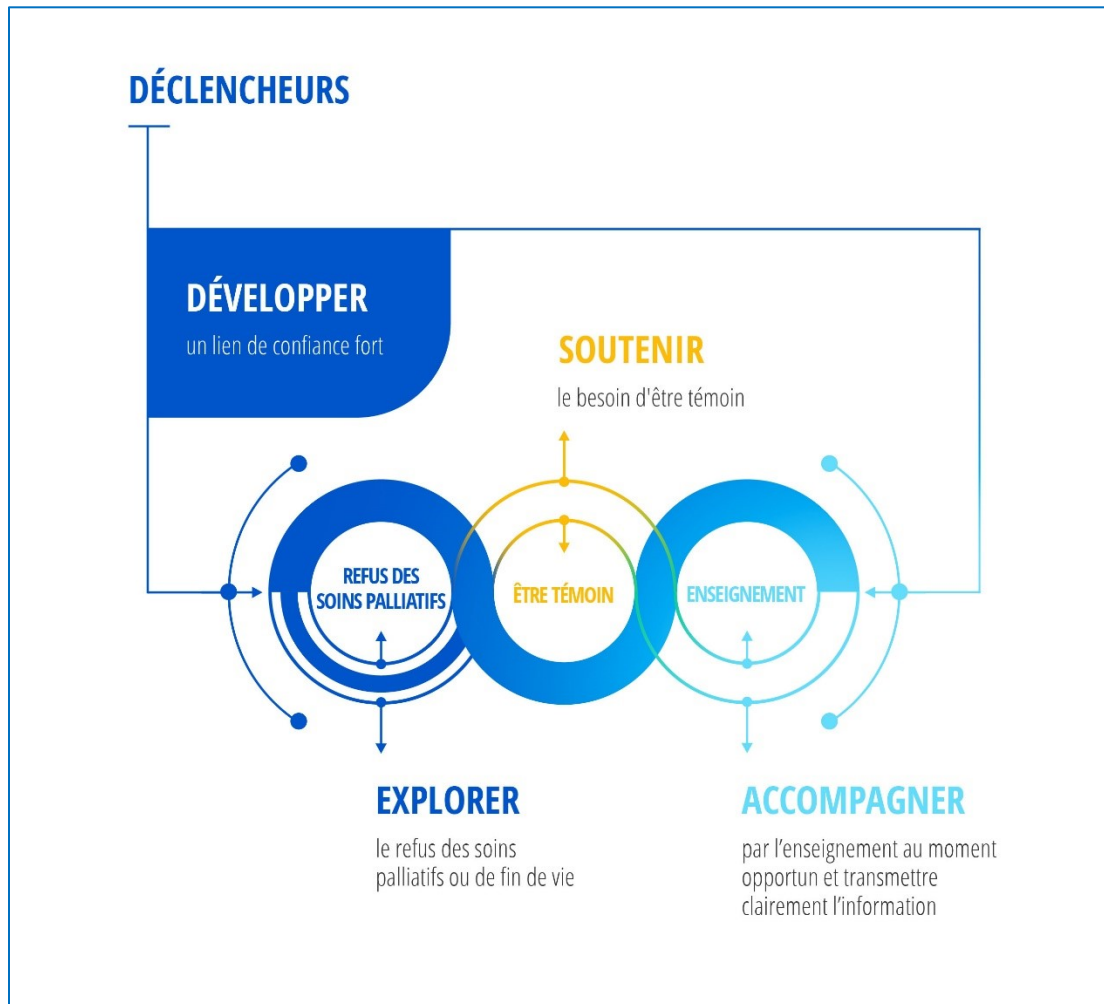 DÉCLENCHEURS
DÉVELOPPER
un lien de confiance fort
SOUTENIR
le besoin d'être témoin
REFUS DES
SOINS PALLIATIFS
ÊTRE TÉMOIN
ENSEIGNEMENT
EXPLORER
le refus des soins
palliatifs ou de fin de vie
ACCOMPAGNER
par l’enseignement au moment
opportun et transmettre
clairement l’information